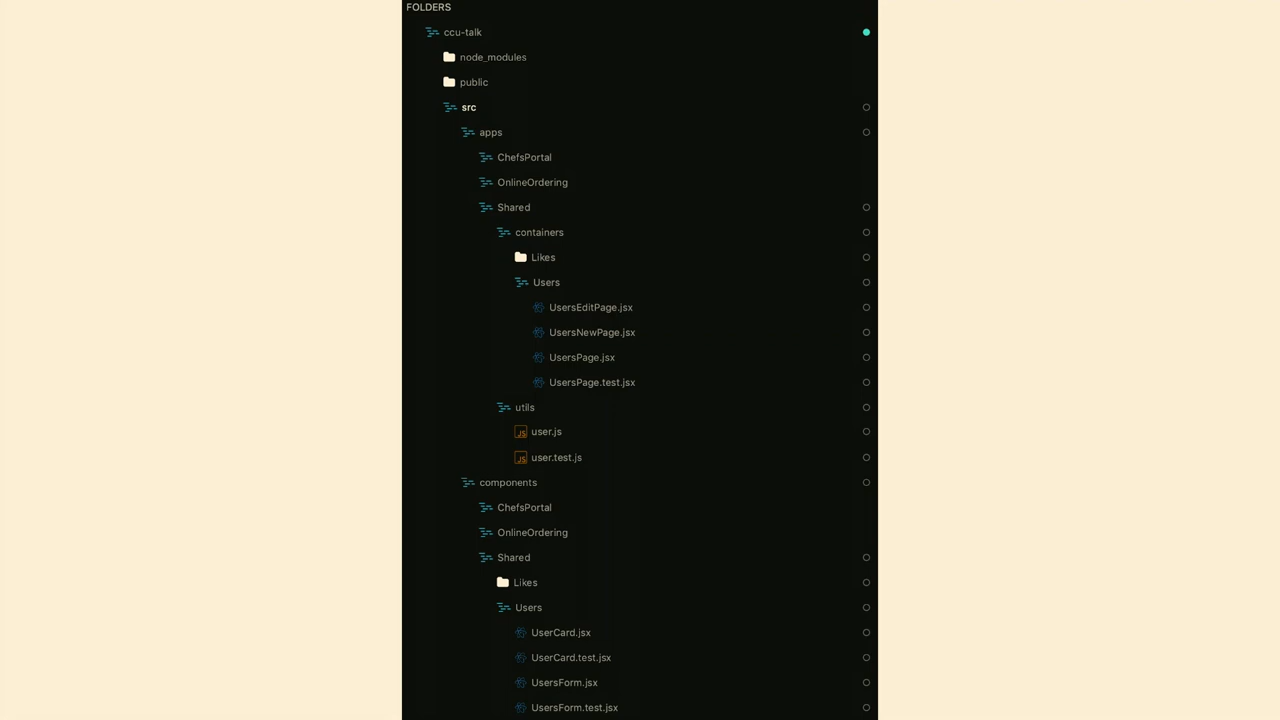 FOLDERS
ccu-talk
node_modules
public
src
apps
ChefsPortal
OnlineOrdering
Shared
containers
Likes
Users
UsersEditPage.jsx
UsersNewPage.jsx
UsersPage.jsx
UsersPage.test.jsx
utils
JS user.js
JS user.test.js
components
ChefsPortal
OnlineOrdering
Shared
Likes
Users
UserCard.jsx
UserCard.test.jsx
UsersForm.jsx
UsersForm.test.jsx